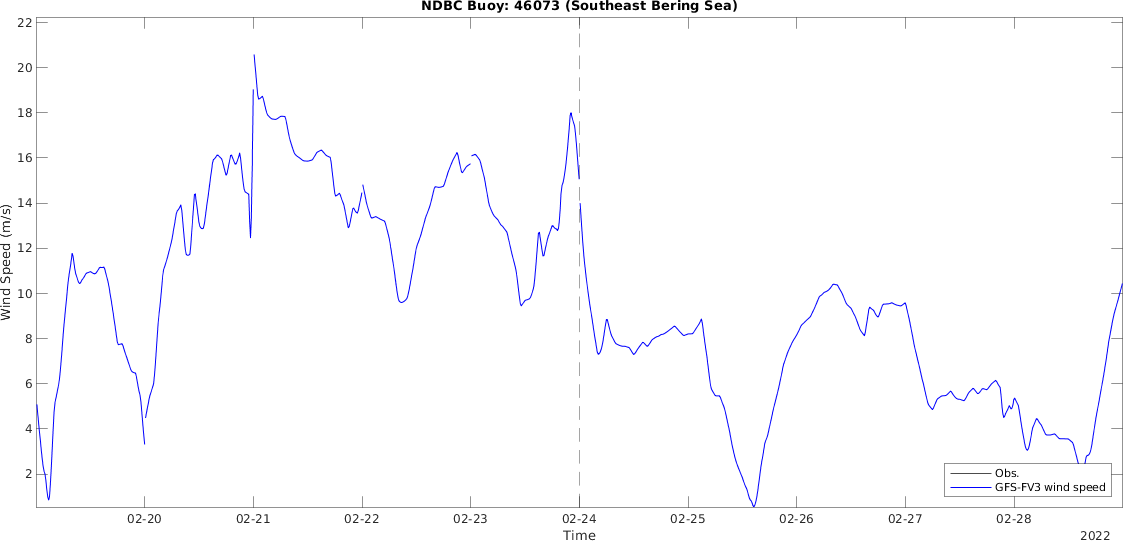 NDBC Buoy: 46073 (Southeast Bering Sea)
22
20
18
16
14
12
10
8
6
4
2
Wind Speed (m/s)
Obs.
GFS-FV3 wind speed
02-20 02-21 02-22 02-23 02-24 02-25 02-26 02-27 02-28
Time
2022